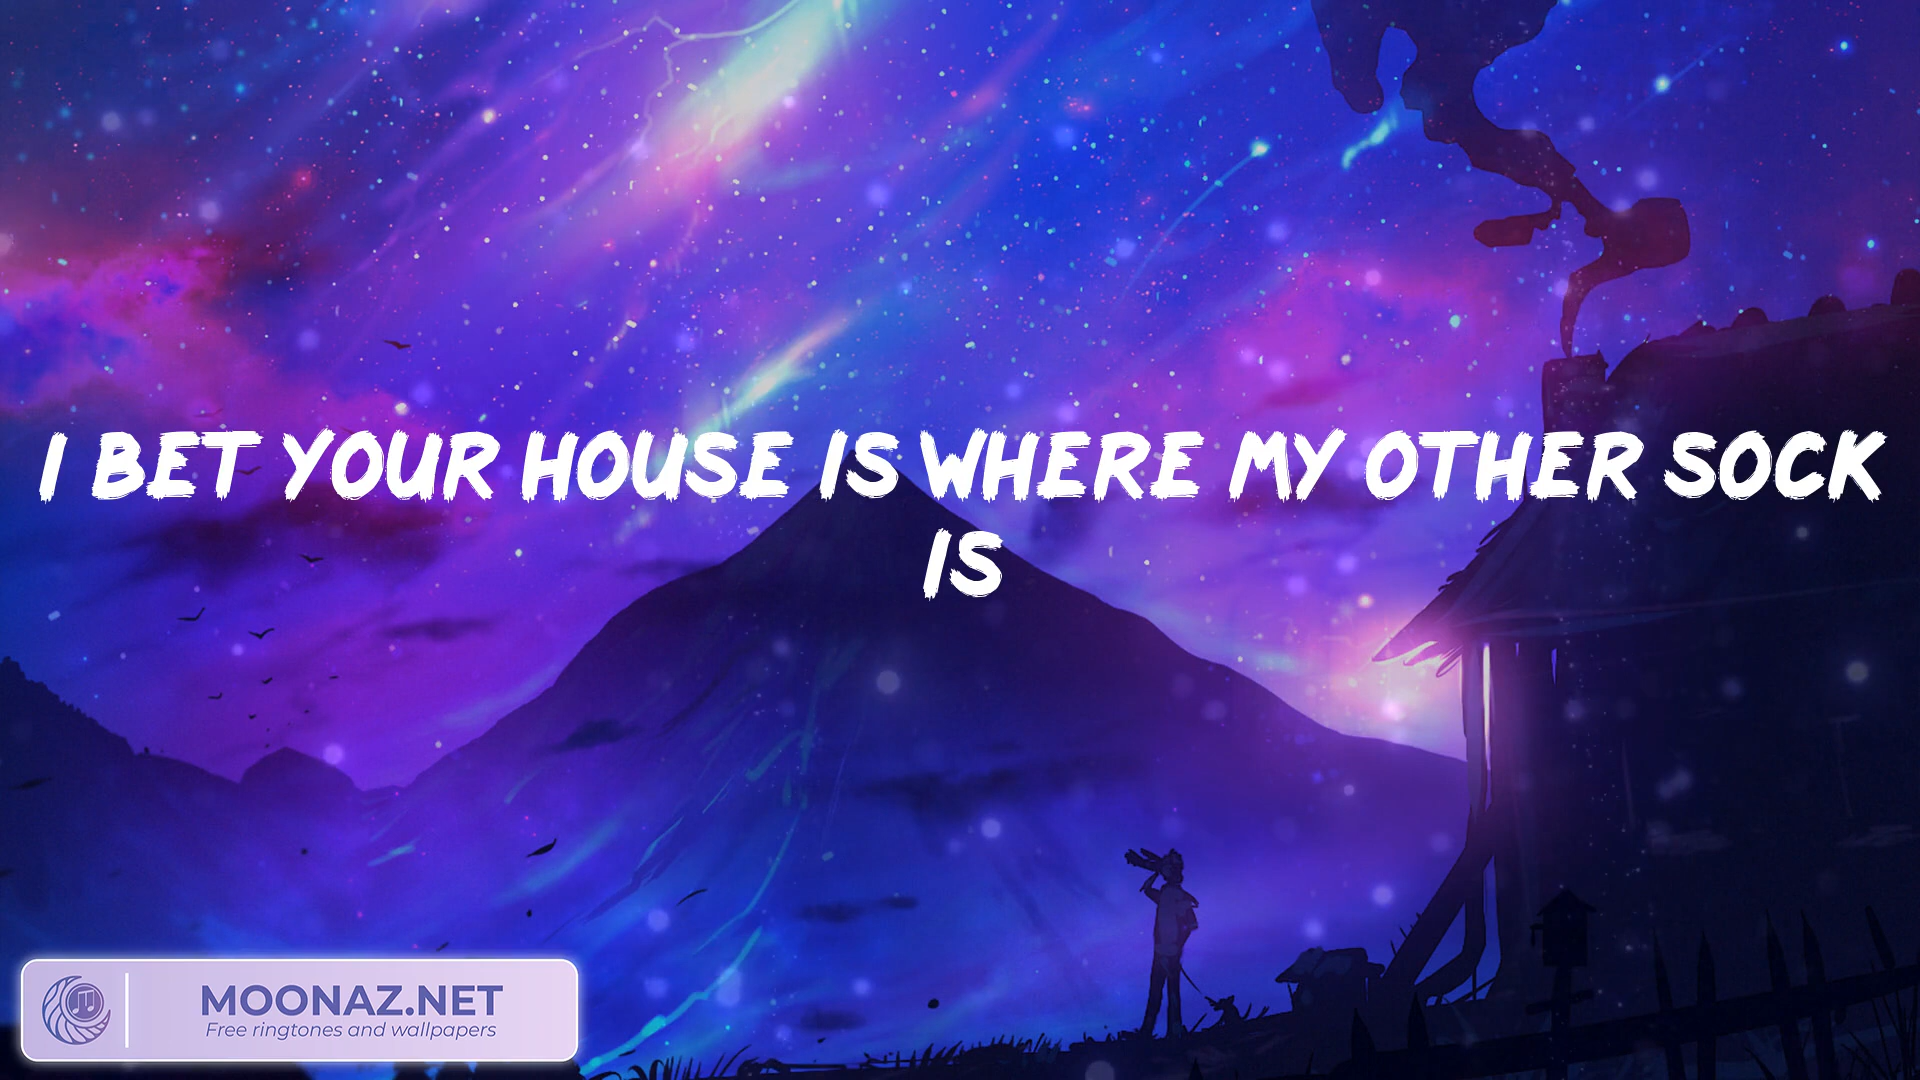 I BET YOUR HOUSE IS WHERE MY OTHER SOCK
IS
MOONAZ.NET
Free ringtones and wallpapers